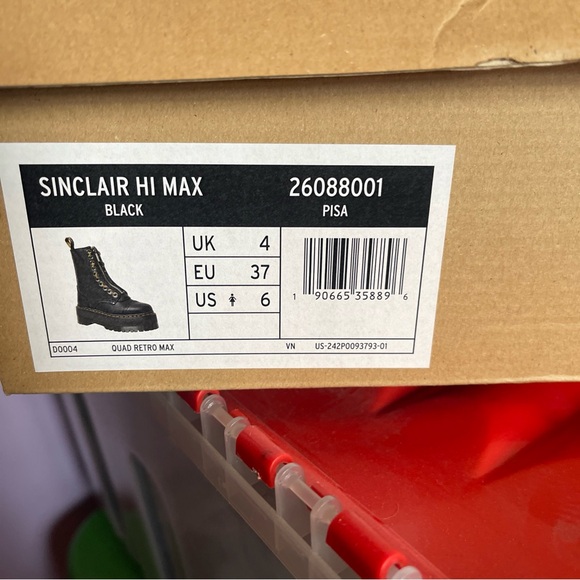 SINCLAIR HI MAX 26088001
BLACK PISA
UK 4
EU 37
US 6
1 90665 35889 6
D0004 QUAD RETRO MAX VN US-242P0093793-01